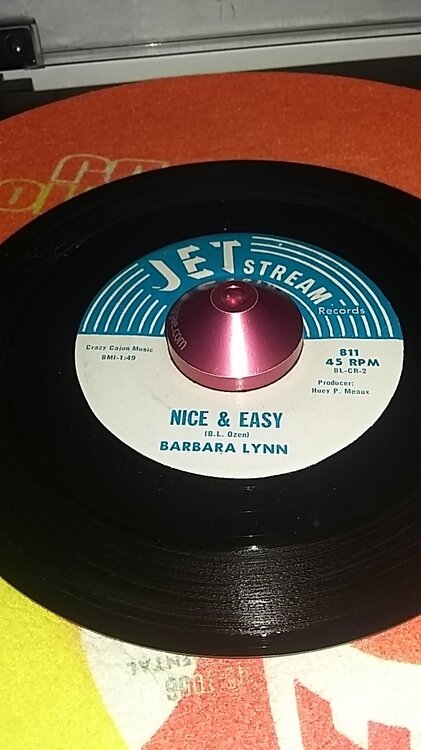 JET STREAM
Records
Crazy Cajun Music
BMI-1:49
811
45 RPM
BL-CR-2
Producer:
Huey P. Meaux
NICE & EASY
(B.L. Ozen)
BARBARA LYNN